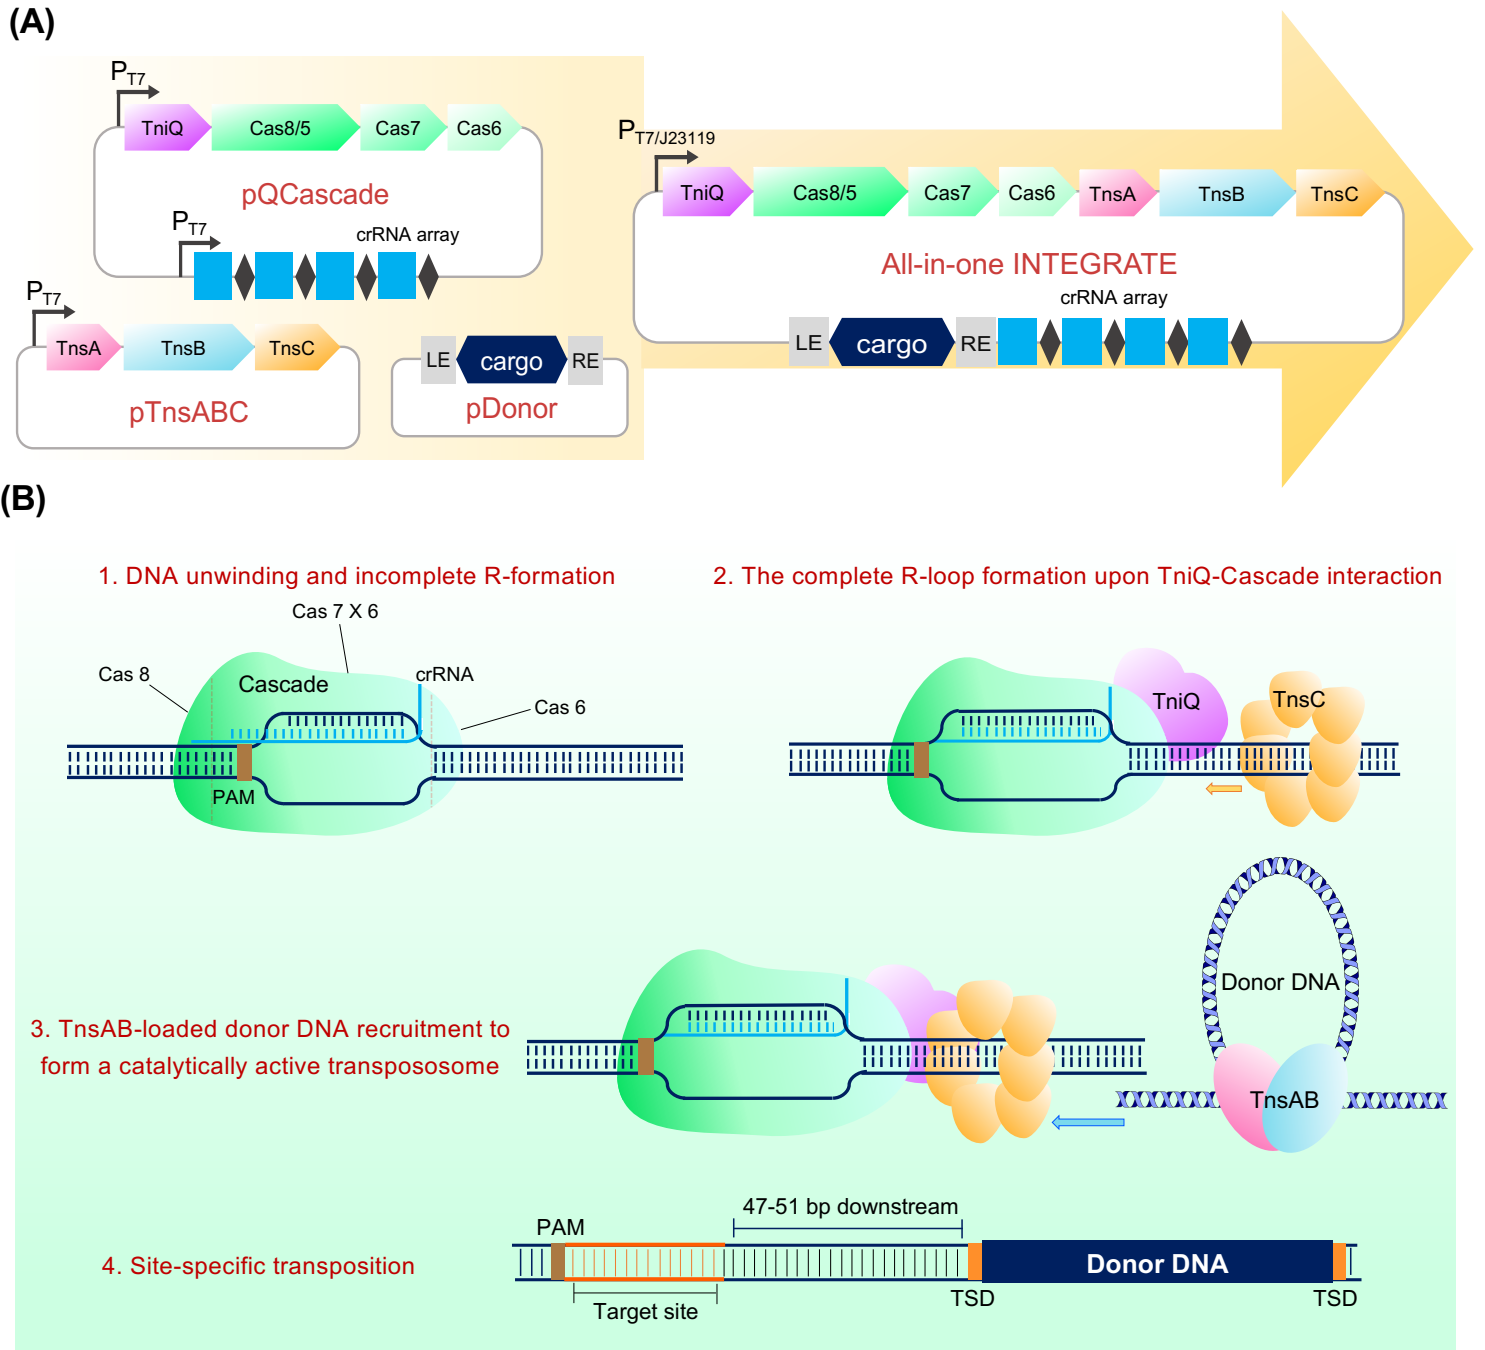 (A)
PT7
TniQ
Cas8/5
Cas7
Cas6
pQCascade
PT7
crRNA array
PT7
TnsA
TnsB
TnsC
pTnsABC
LE
cargo
RE
pDonor
PT7/J23119
TniQ
Cas8/5
Cas7
Cas6
TnsA
TnsB
TnsC
All-in-one INTEGRATE
crRNA array
LE
cargo
RE
(B)
1. DNA unwinding and incomplete R-formation
Cas 7 X 6
Cas 8
Cascade
crRNA
Cas 6
PAM
2. The complete R-loop formation upon TniQ-Cascade interaction
TniQ
TnsC
3. TnsAB-loaded donor DNA recruitment to
form a catalytically active transpososome
Donor DNA
TnsAB
4. Site-specific transposition
PAM
47-51 bp downstream
Donor DNA
Target site
TSD
TSD